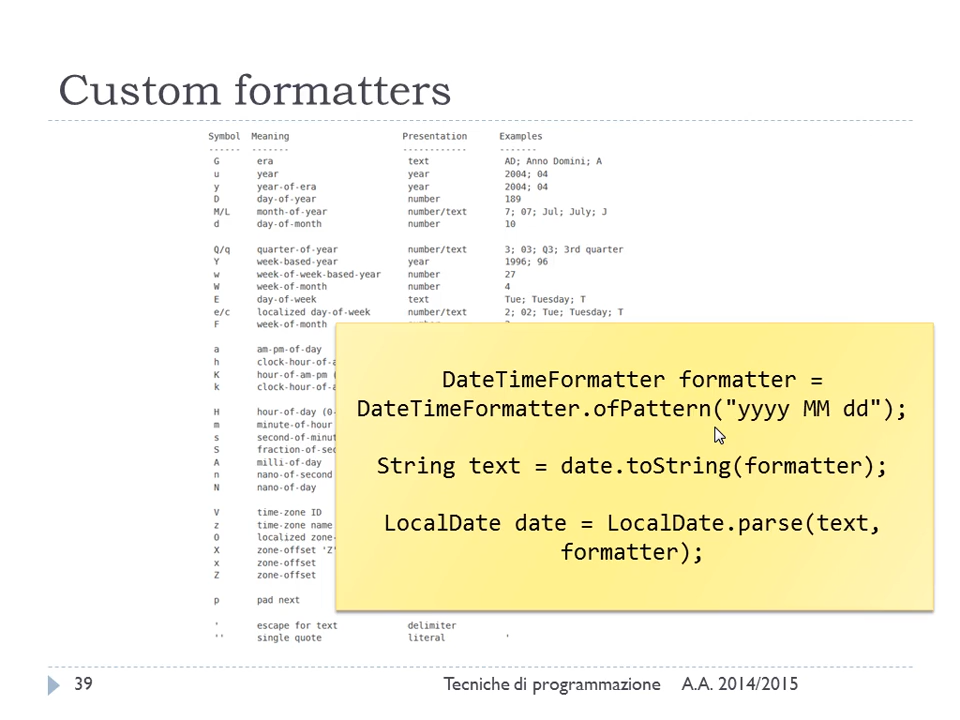 Custom formatters
Symbol Meaning Presentation Examples
------ ------- ------------ -------
G era text AD; Anno Domini; A
u year year 2004; 04
y year-of-era year 2004; 04
D day-of-year number 189
M/L month-of-year number/text 7; 07; Jul; July; J
d day-of-month number 10
Q/q quarter-of-year number/text 3; 03; Q3; 3rd quarter
Y week-based-year year 1996; 96
w week-of-week-based-year number 27
W week-of-month number 4
E day-of-week text Tue; Tuesday; T
e/c localized day-of-week number/text 2; 02; Tue; Tuesday; T
F week-of-month
a am-pm-of-day
h clock-hour-of-a
K hour-of-am-pm (
k clock-hour-of-a
H hour-of-day (0-
m minute-of-hour
s second-of-minut
S fraction-of-sec
A milli-of-day
n nano-of-second
N nano-of-day
V time-zone ID
z time-zone name
O localized zone-
X zone-offset 'Z'
x zone-offset
Z zone-offset
p pad next
' escape for text delimiter
'' single quote literal '
DateTimeFormatter formatter =
DateTimeFormatter.ofPattern("yyyy MM dd");
String text = date.toString(formatter);
LocalDate date = LocalDate.parse(text,
formatter);
39 Tecniche di programmazione A.A. 2014/2015